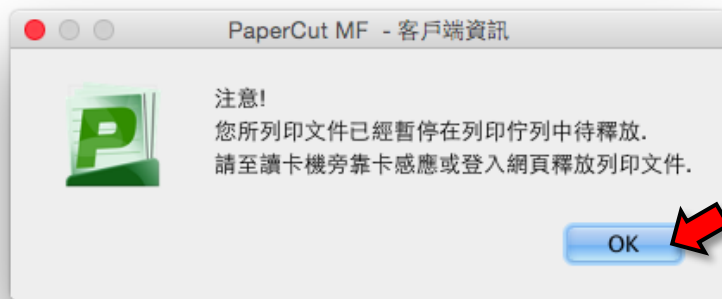 PaperCut MF - 客戶端資訊
注意!
您所列印文件已經暫停在列印佇列中待釋放.
請至讀卡機旁靠卡感應或登入網頁釋放列印文件.
OK